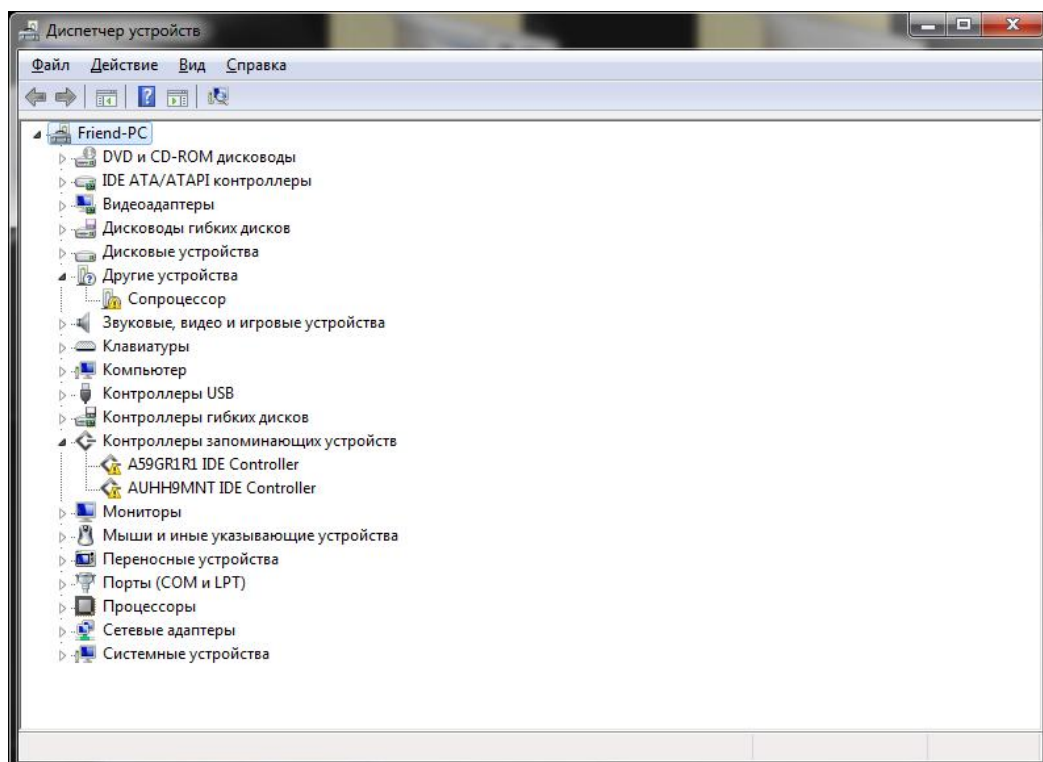 Диспетчер устройств
Файл Действие Вид Справка
Friend-PC
DVD и CD-ROM дисководы
IDE ATA/ATAPI контроллеры
Видеоадаптеры
Дисководы гибких дисков
Дисковые устройства
Другие устройства
Сопроцессор
Звуковые, видео и игровые устройства
Клавиатуры
Компьютер
Контроллеры USB
Контроллеры гибких дисков
Контроллеры запоминающих устройств
A59GR1R1 IDE Controller
AUHH9MNT IDE Controller
Мониторы
Мыши и иные указывающие устройства
Переносные устройства
Порты (COM и LPT)
Процессоры
Сетевые адаптеры
Системные устройства